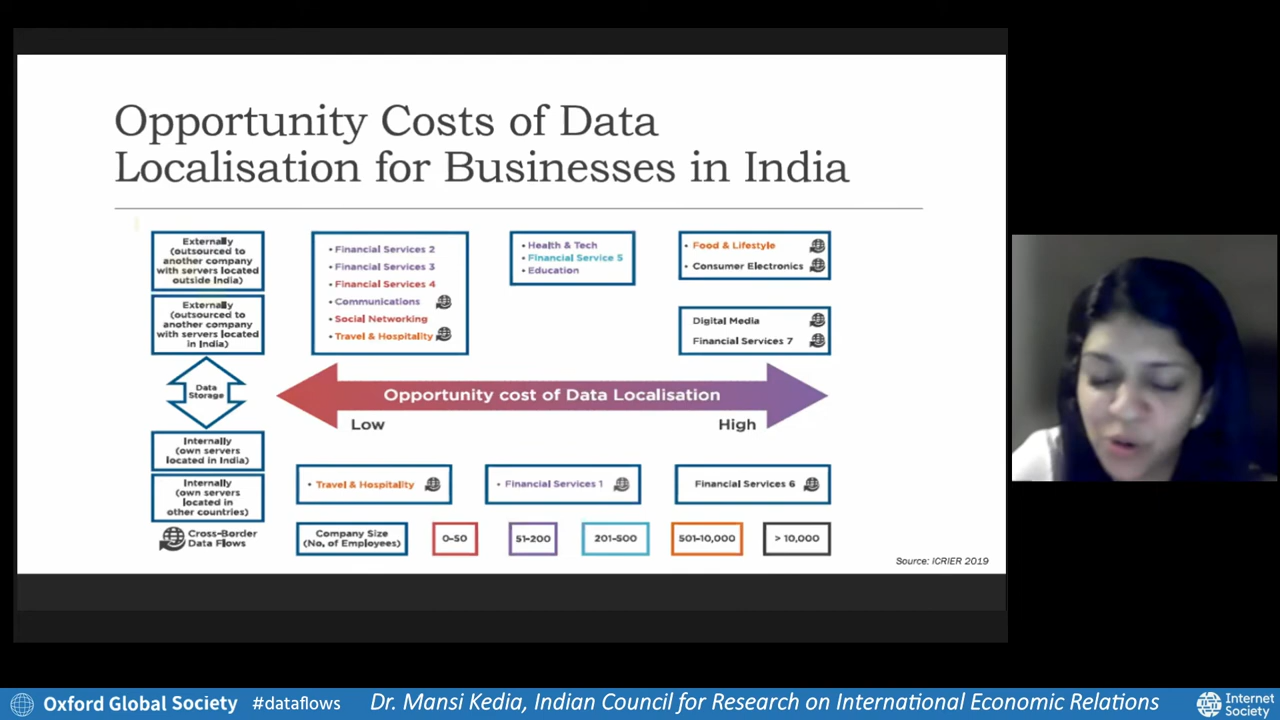 Opportunity Costs of Data
Localisation for Businesses in India
Externally
(outsourced to
another company
with servers located
outside India)
Externally
(outsourced to
another company
with servers located
in India)
Data
Storage
Internally
(own servers
located in India)
Internally
(own servers
located in
other countries)
Cross-Border
Data Flows
• Financial Services 2
• Financial Services 3
• Financial Services 4
• Communications
• Social Networking
• Travel & Hospitality
• Health & Tech
• Financial Service 5
• Education
• Food & Lifestyle
• Consumer Electronics
Digital Media
Financial Services 7
Opportunity cost of Data Localisation
Low
High
• Travel & Hospitality
• Financial Services 1
Financial Services 6
Company Size
(No, of Employees)
0-50
51-200
201-500
501-10,000
> 10,000
Source: ICRIER 2019
Oxford Global Society
#dataflows
Dr. Mansi Kedia, Indian Council for Research on International Economic Relations
Internet
Society